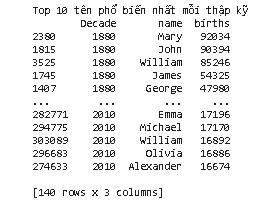 Top 10 tên phổ biến nhất mỗi thập kỷ
Decade name births
2380 1880 Mary 92034
1815 1880 John 90394
3525 1880 William 85246
1745 1880 James 54325
1407 1880 George 47980
... ... ... ...
282771 2010 Emma 17196
294775 2010 Michael 17170
303089 2010 William 16892
296683 2010 Olivia 16886
274633 2010 Alexander 16674
[140 rows x 3 columns]